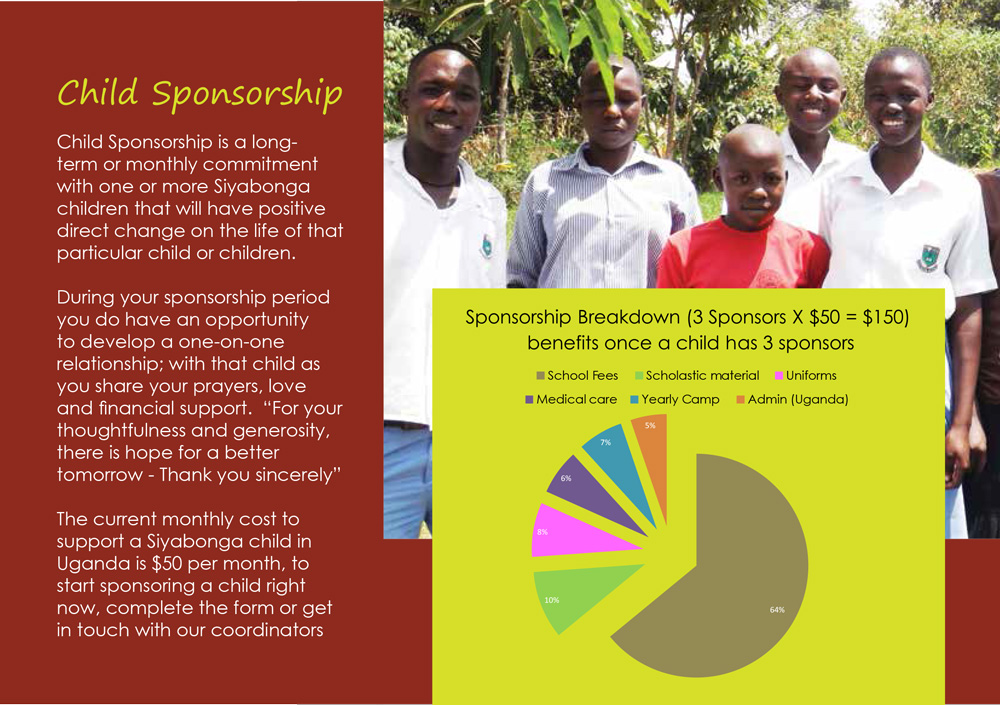 Child Sponsorship
Child Sponsorship is a long-
term or monthly commitment
with one or more Siyabonga
children that will have positive
direct change on the life of that
particular child or children.
During your sponsorship period
you do have an opportunity
to develop a one-on-one
relationship; with that child as
you share your prayers, love
and financial support.  “For your
thoughtfulness and generosity,
there is hope for a better
tomorrow - Thank you sincerely”
The current monthly cost to
support a Siyabonga child in
Uganda is $50 per month, to
start sponsoring a child right
now, complete the form or get
in touch with our coordinators
Sponsorship Breakdown (3 Sponsors X $50 = $150)
benefits once a child has 3 sponsors
School Fees Scholastic material Uniforms
Medical care Yearly Camp Admin (Uganda)
5%
7%
6%
8%
10%
64%